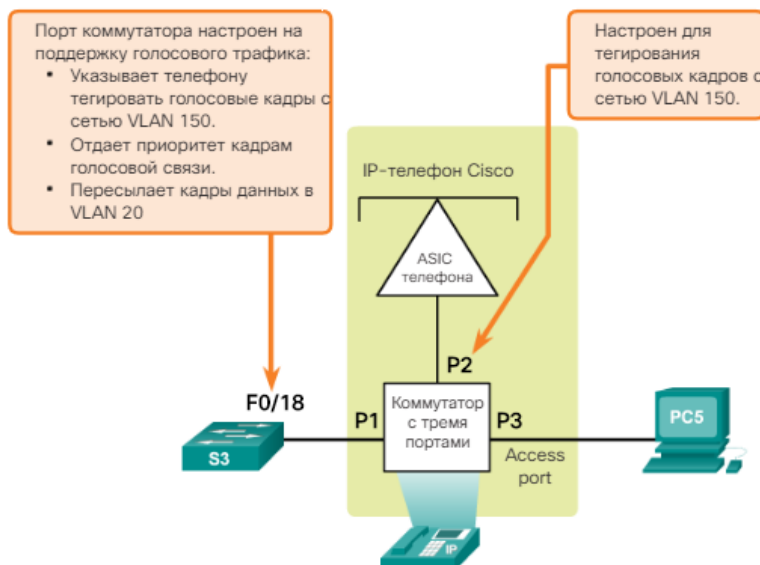 Порт коммутатора настроен на
поддержку голосового трафика:
• Указывает телефону
тегировать голосовые кадры с
сетью VLAN 150.
• Отдает приоритет кадрам
голосовой связи.
• Пересылает кадры данных в
VLAN 20
Настроен для
тегирования
голосовых кадров с
сетью VLAN 150.
IP-телефон Cisco
ASIC
телефона
P2
F0/18
P1
Коммутатор
с тремя
портами
P3
PC5
S3
Access
port
IP